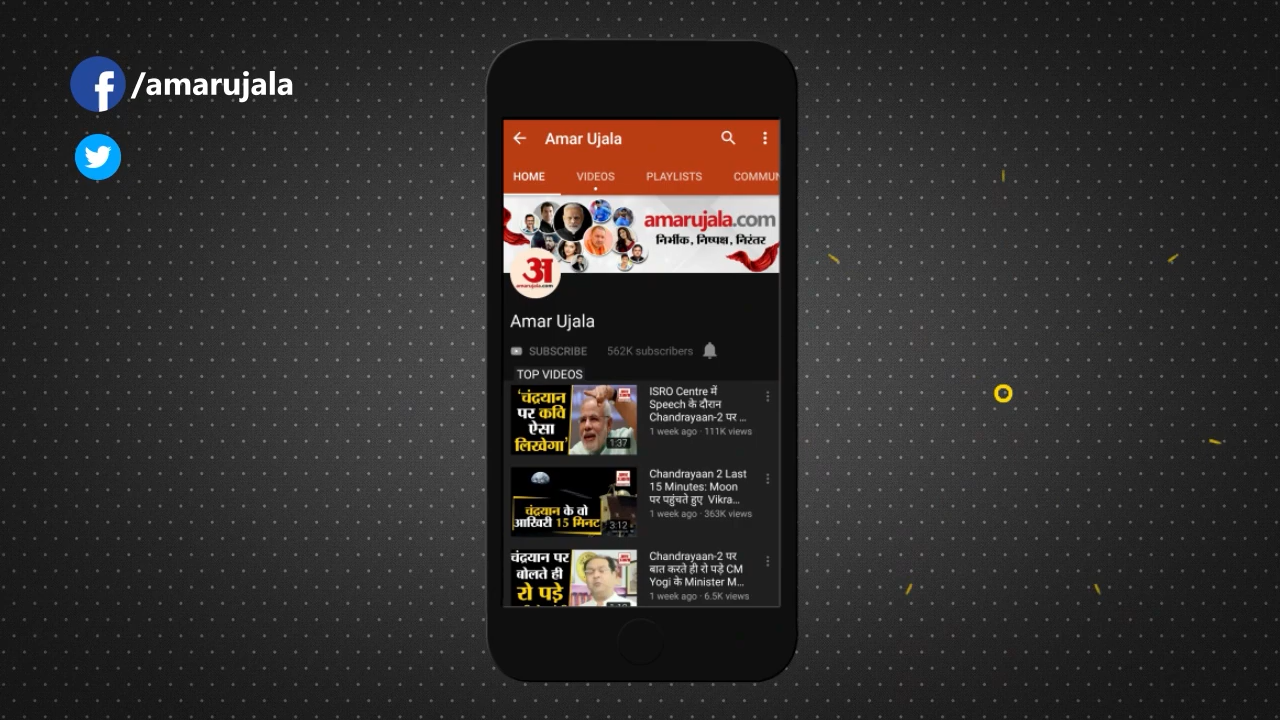 /amarujala
Amar Ujala
HOME VIDEOS PLAYLISTS COMMUN
amarujala.com
निर्भीक, निष्पक्ष, निरंतर
अ
amarujala.com
Amar Ujala
SUBSCRIBE 562K subscribers
TOP VIDEOS
'चंद्रयान
पर कवि
ऐसा
लिखेगा'
1:37
ISRO Centre में
Speech के दौरान
Chandrayaan-2 पर ...
1 week ago · 111K views
चंद्रयान के वो
आखिरी 15 मिनट
3:12
Chandrayaan 2 Last
15 Minutes: Moon
पर पहुंचते हुए Vikra...
1 week ago · 363K views
चंद्रयान पर
बोलते ही
रो पड़े
Chandrayaan-2 पर
बात करते ही रो पड़े CM
Yogi के Minister M...
1 week ago · 6.5K views